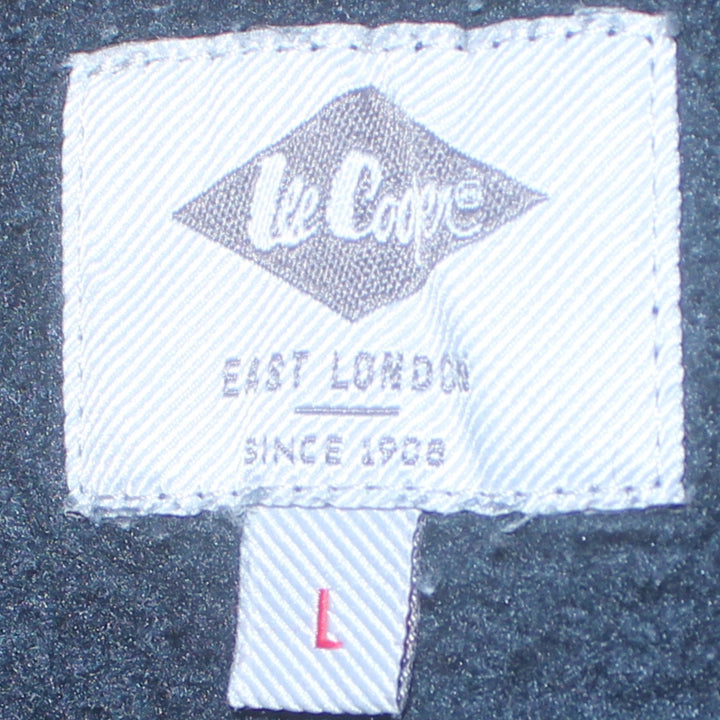 Lee Cooper
EAST LONDON
SINCE 1908
L